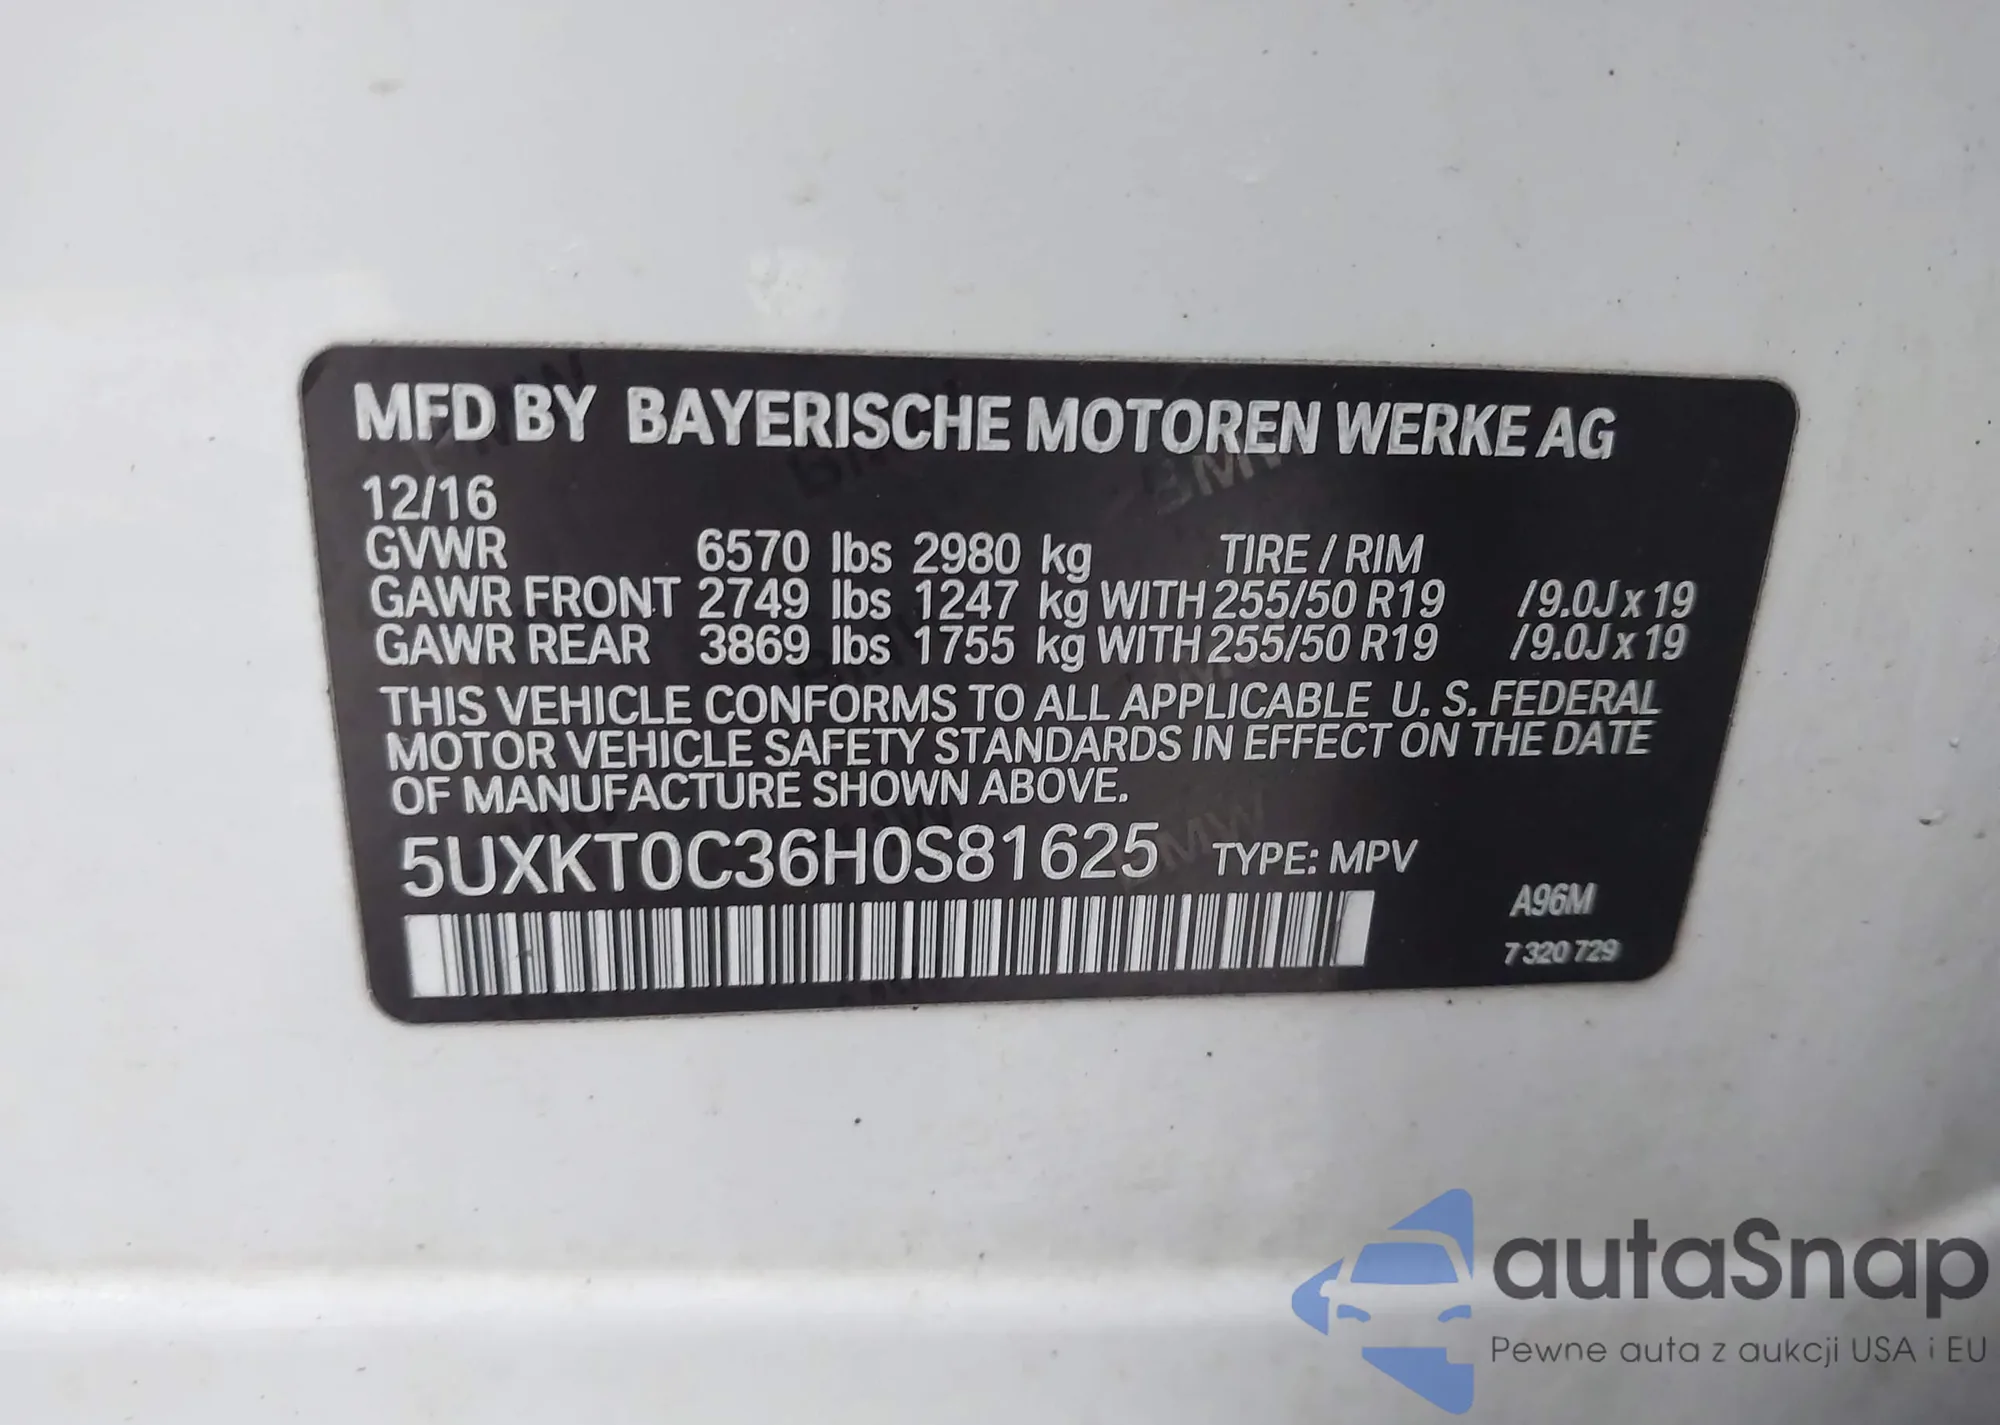 MFD BY BAYERISCHE MOTOREN WERKE AG
12/16
GVWR 6570 lbs 2980 kg TIRE / RIM
GAWR FRONT 2749 lbs 1247 kg WITH 255/50 R19 /9.0J x 19
GAWR REAR 3869 lbs 1755 kg WITH 255/50 R19 /9.0J x 19
THIS VEHICLE CONFORMS TO ALL APPLICABLE U. S. FEDERAL
MOTOR VEHICLE SAFETY STANDARDS IN EFFECT ON THE DATE
OF MANUFACTURE SHOWN ABOVE.
5UXKT0C36H0S81625 TYPE: MPV
A96M
7 320 729
autaSnap
Pewne auta z aukcji USA i EU